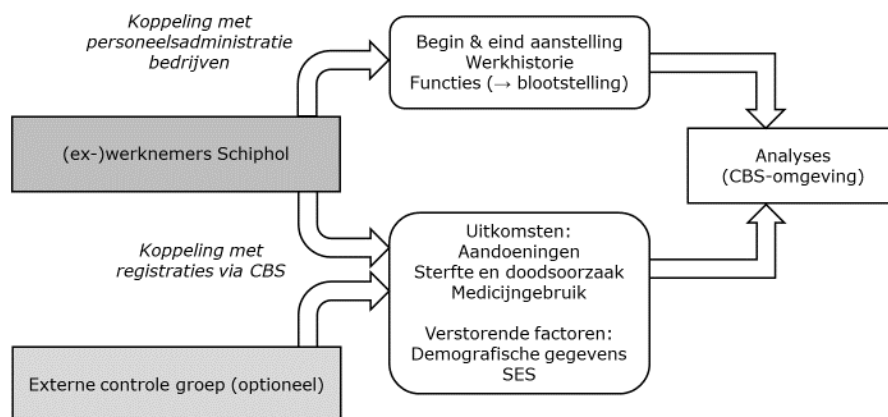 Koppeling met
personeelsadministratie
bedrijven
Begin & eind aanstelling
Werkhistorie
Functies (→ blootstelling)
(ex-)werknemers Schiphol
Analyses
(CBS-omgeving)
Koppeling met
registraties via CBS
Uitkomsten:
Aandoeningen
Sterfte en doodsoorzaak
Medicijngebruik
Verstorende factoren:
Demografische gegevens
SES
Externe controle groep (optioneel)